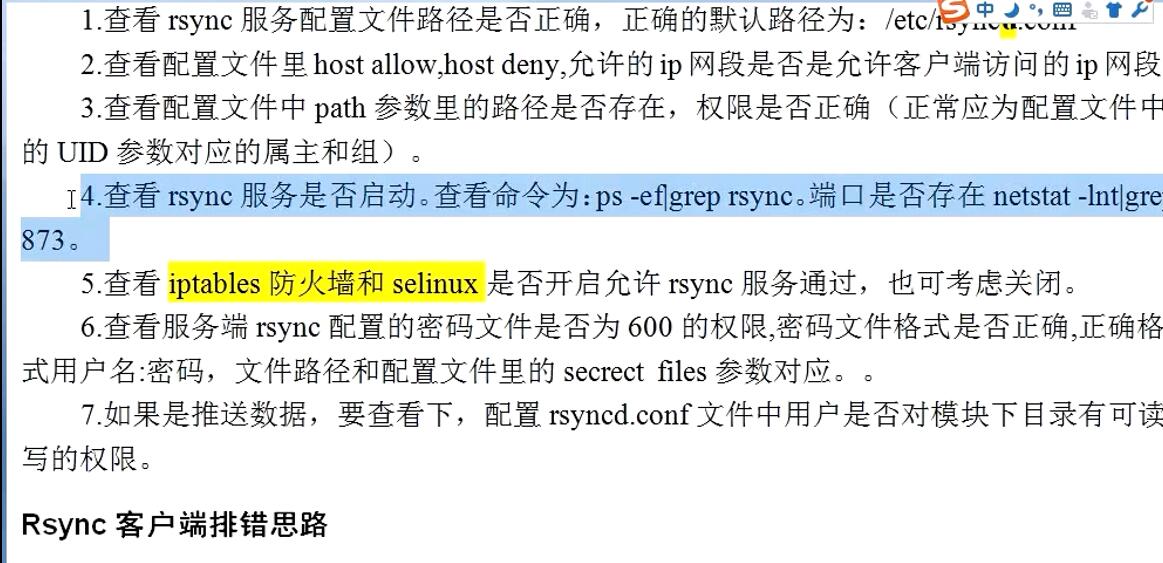 1.查看 rsync 服务配置文件路径是否正确，正确的默认路径为：/etc/rsyncd.conf
中
2.查看配置文件里host allow,host deny,允许的ip网段是否是允许客户端访问的ip网段
3.查看配置文件中 path 参数里的路径是否存在，权限是否正确（正常应为配置文件中
的 UID 参数对应的属主和组）。
4.查看 rsync 服务是否启动。查看命令为：ps -ef|grep rsync。端口是否存在 netstat -lnt|gre
873。
5.查看 iptables 防火墙和 selinux 是否开启允许 rsync 服务通过，也可考虑关闭。
6.查看服务端 rsync 配置的密码文件是否为 600 的权限,密码文件格式是否正确,正确格
式用户名:密码，文件路径和配置文件里的 secrect files 参数对应。。
7.如果是推送数据，要查看下，配置 rsyncd.conf 文件中用户是否对模块下目录有可读
写的权限。
Rsync 客户端排错思路